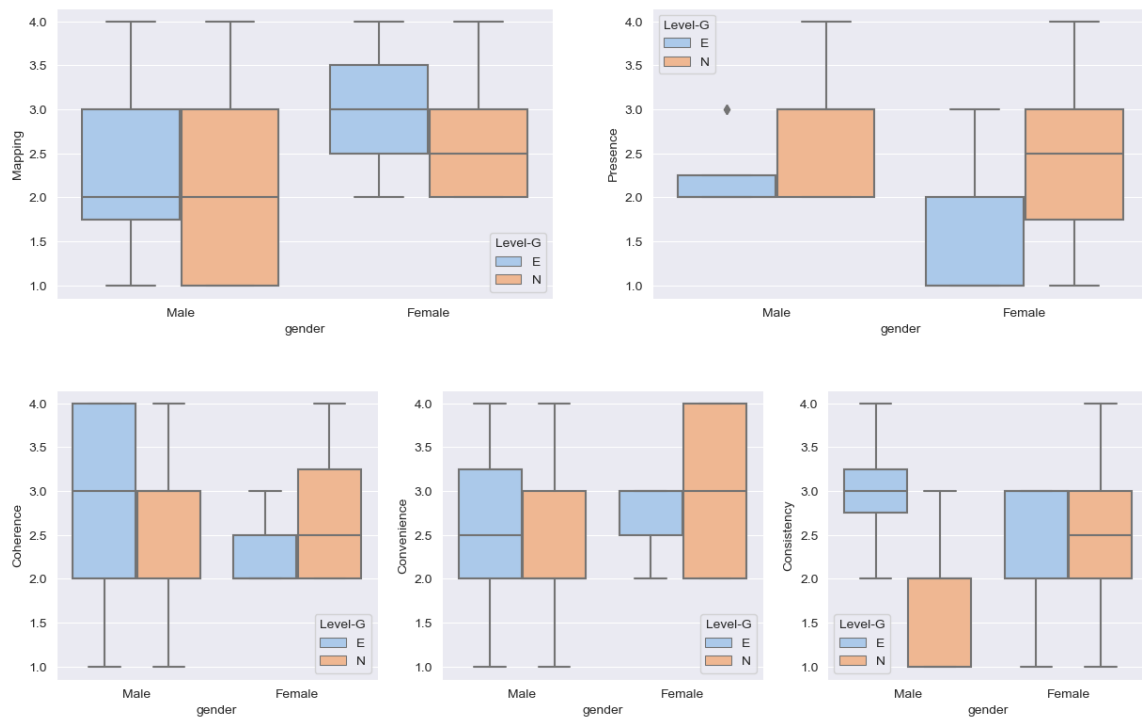 4.0
3.5
3.0
2.5
2.0
1.5
1.0
Mapping
Male
Female
gender
Level-G
E
N
4.0
3.5
3.0
2.5
2.0
1.5
1.0
Presence
Male
Female
gender
Level-G
E
N
4.0
3.5
3.0
2.5
2.0
1.5
1.0
Coherence
Male
Female
gender
Level-G
E
N
4.0
3.5
3.0
2.5
2.0
1.5
1.0
Convenience
Male
Female
gender
Level-G
E
N
4.0
3.5
3.0
2.5
2.0
1.5
1.0
Consistency
Male
Female
gender
Level-G
E
N